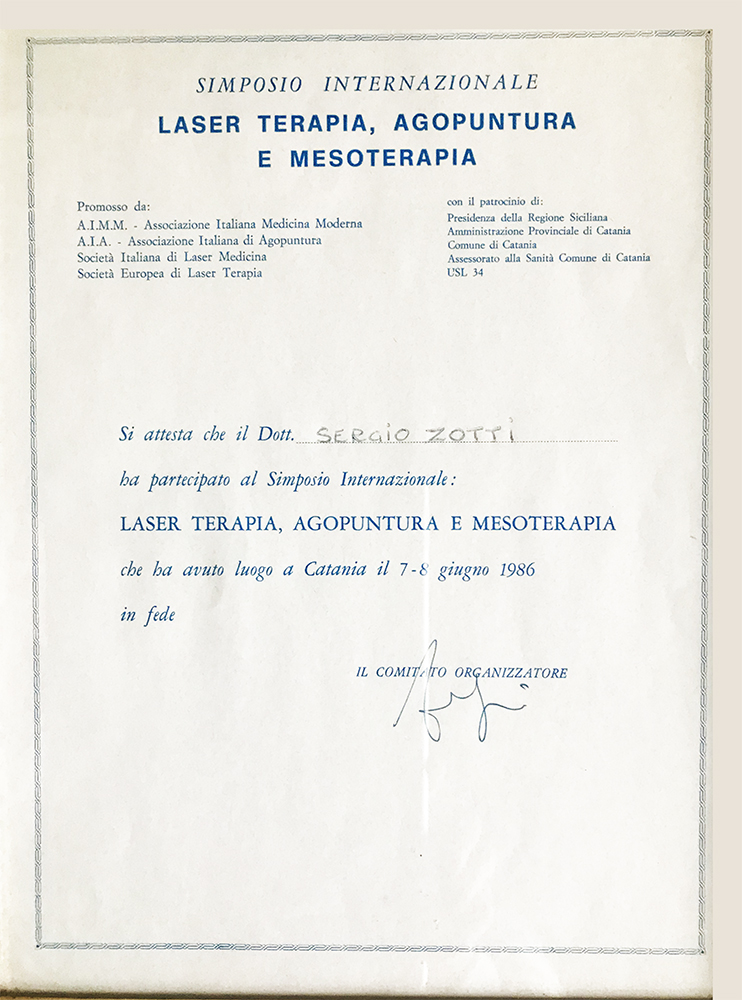 SIMPOSIO INTERNAZIONALE
LASER TERAPIA, AGOPUNTURA
E MESOTERAPIA
Promosso da:
A.I.M.M. - Associazione Italiana Medicina Moderna
A.I.A. - Associazione Italiana di Agopuntura
Società Italiana di Laser Medicina
Società Europea di Laser Terapia
con il patrocinio di:
Presidenza della Regione Siciliana
Amministrazione Provinciale di Catania
Comune di Catania
Assessorato alla Sanità Comune di Catania
USL 34
Si attesta che il Dott. SERGIO ZOTTI
ha partecipato al Simposio Internazionale:
LASER TERAPIA, AGOPUNTURA E MESOTERAPIA
che ha avuto luogo a Catania il 7-8 giugno 1986
in fede
IL COMITATO ORGANIZZATORE